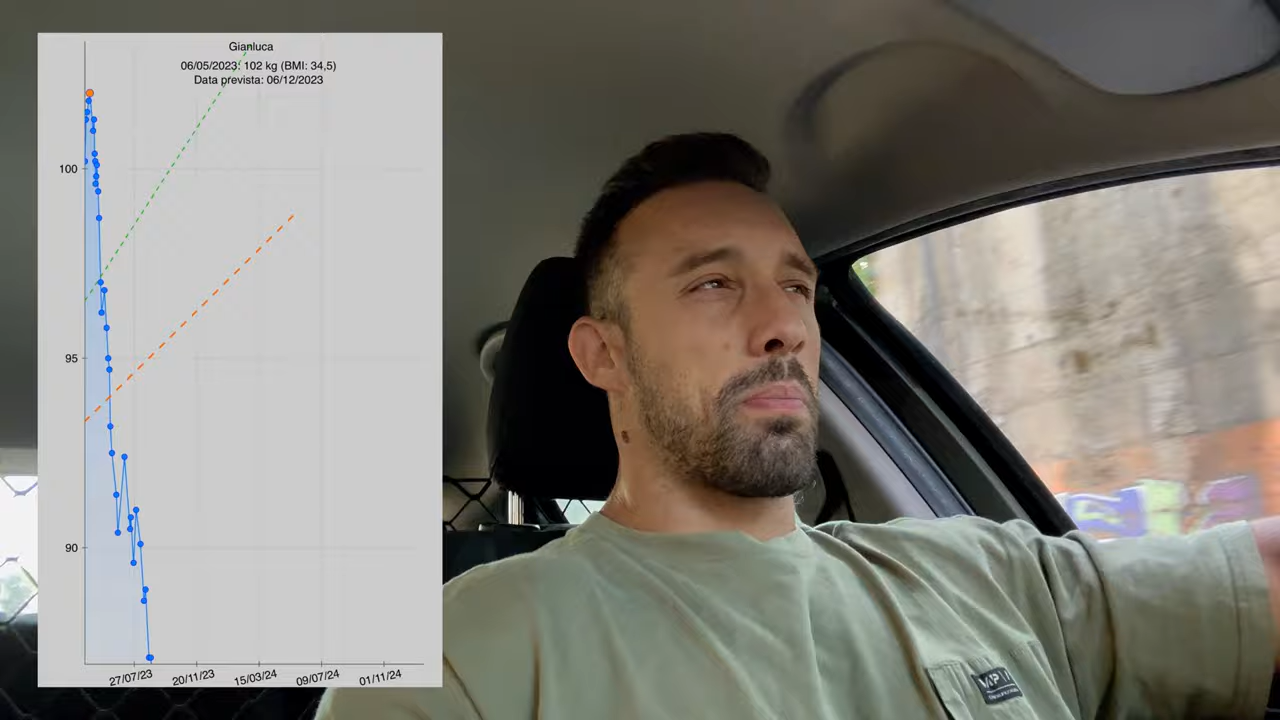 Gianluca
06/05/2023: 102 kg (BMI: 34,5)
Data prevista: 06/12/2023
100
95
90
27/07/23
20/11/23
15/03/24
09/07/24
01/11/24